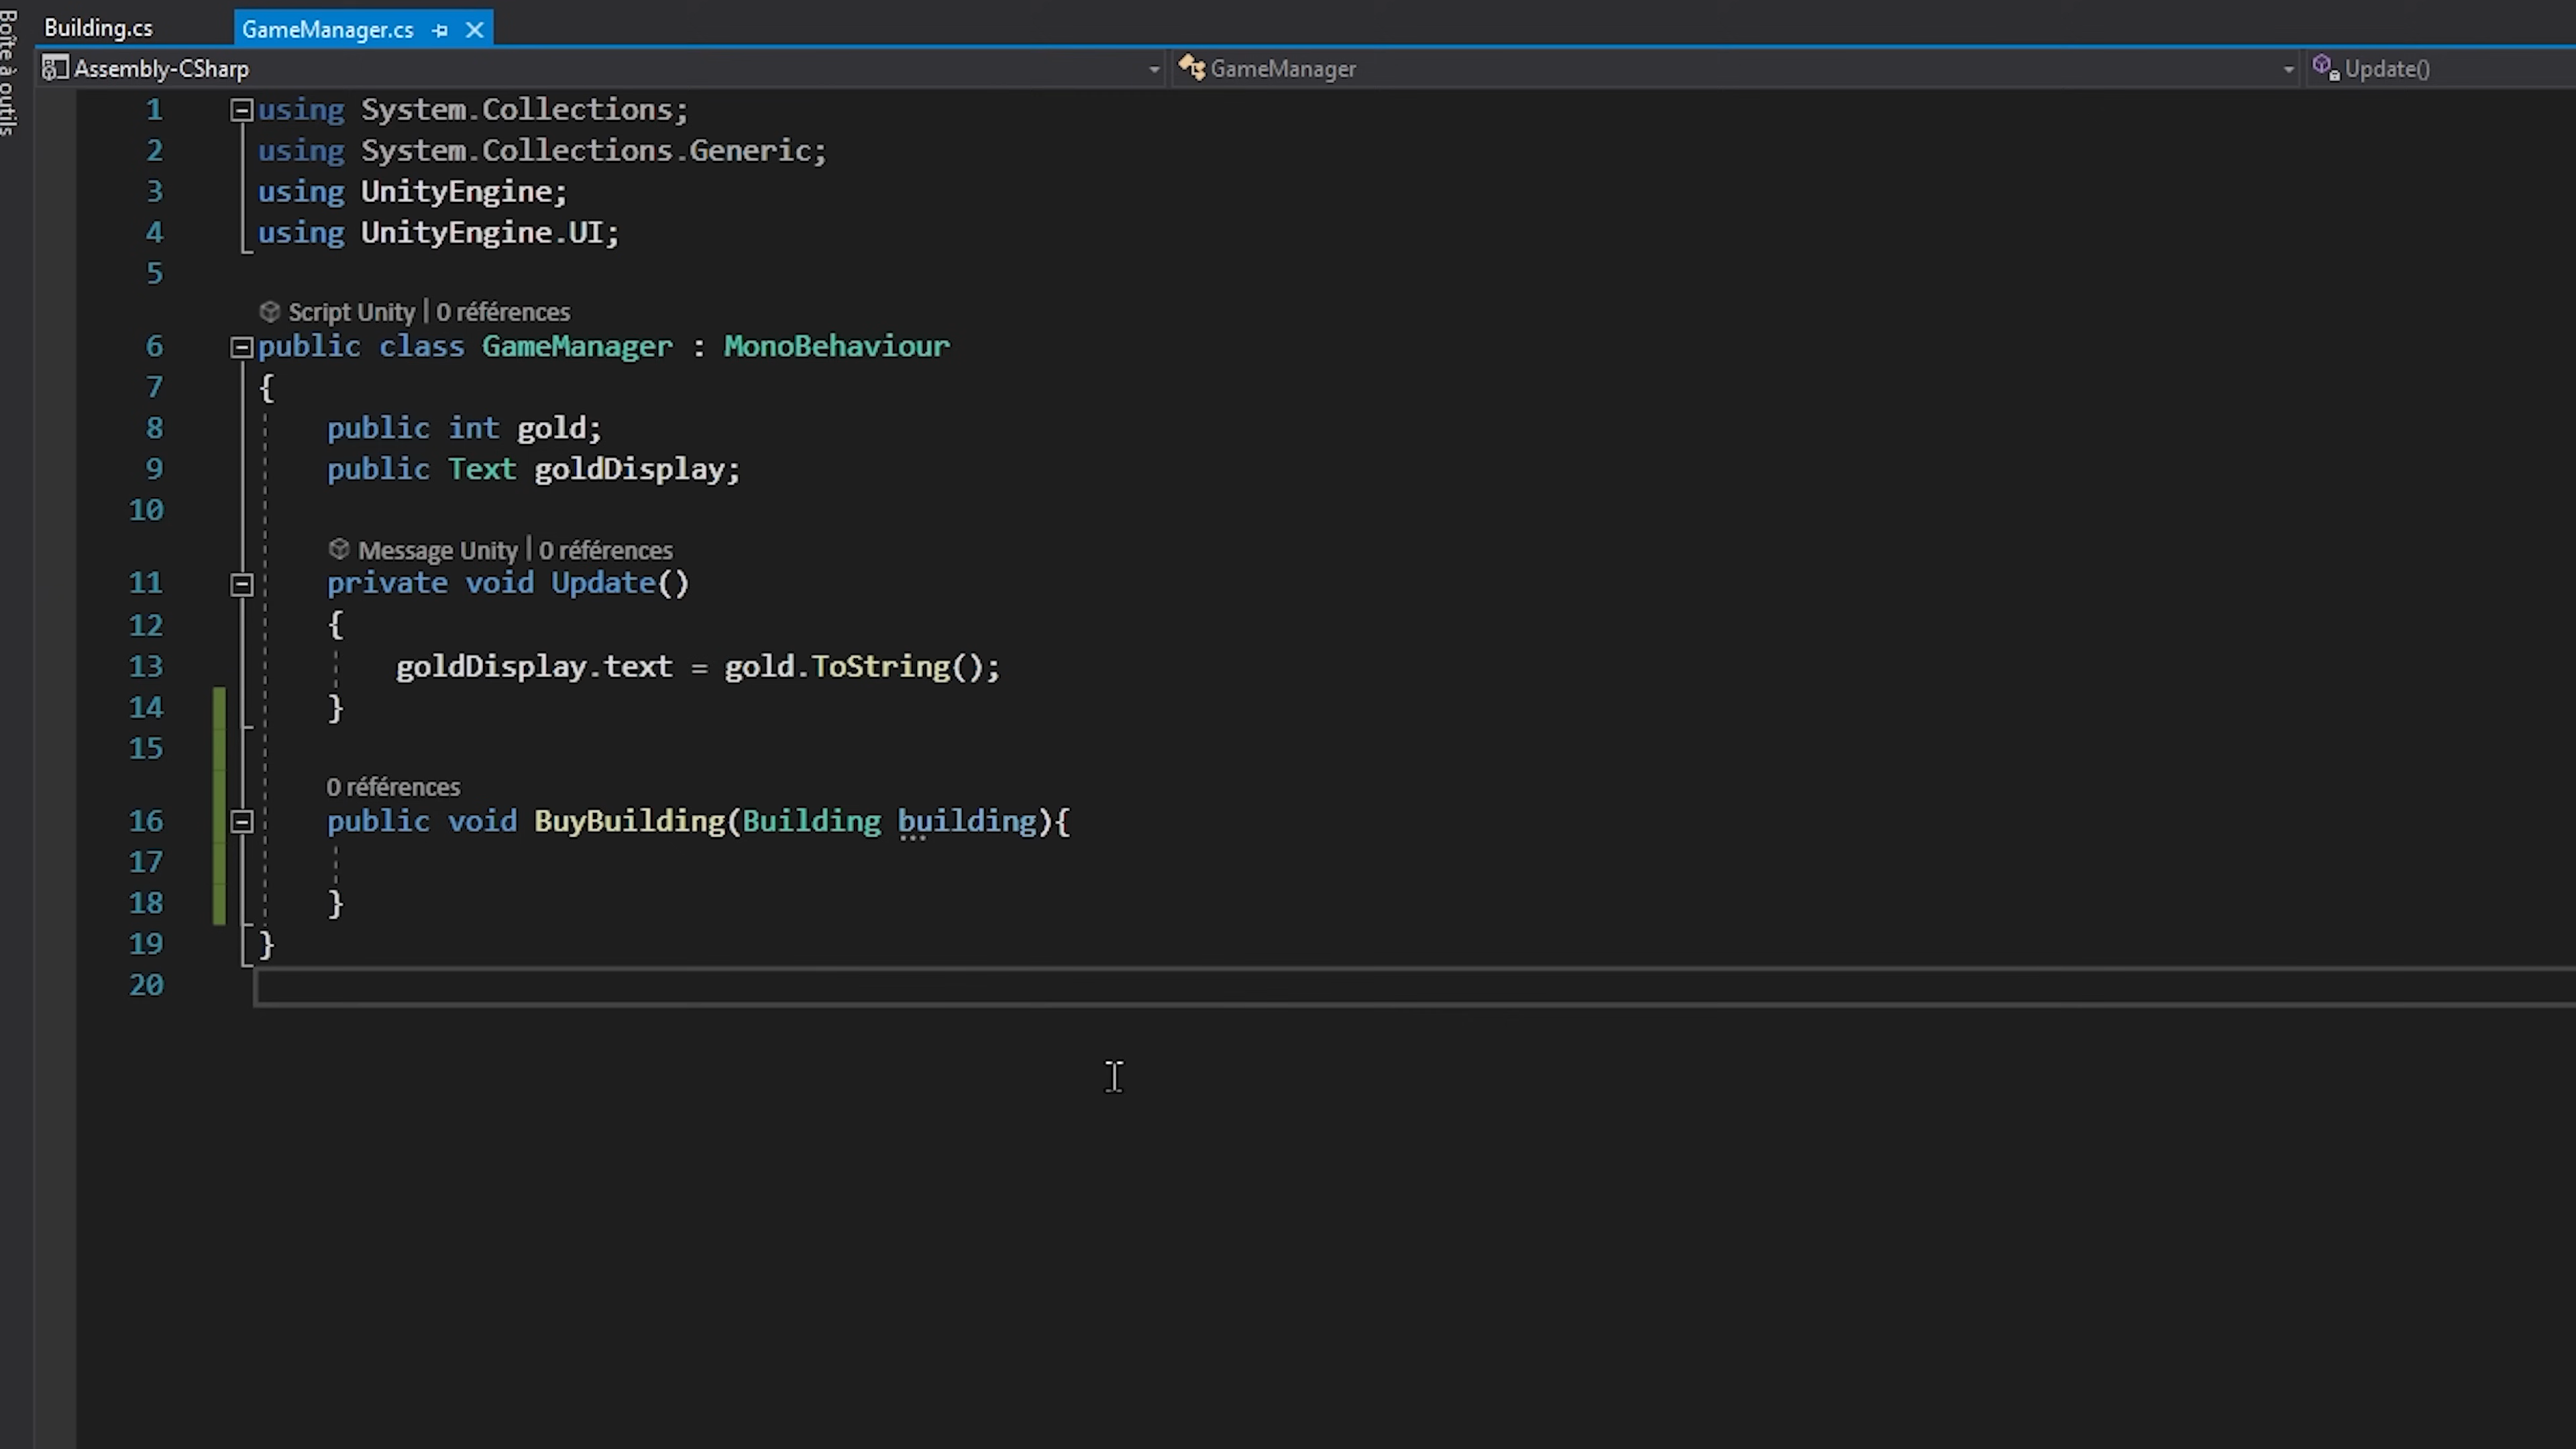 Boîte à outils
Building.cs
GameManager.cs
Assembly-CSharp
GameManager
Update()
1 using System.Collections;
2 using System.Collections.Generic;
3 using UnityEngine;
4 using UnityEngine.UI;
5
Script Unity | 0 références
6 public class GameManager : MonoBehaviour
7 {
8 public int gold;
9 public Text goldDisplay;
10
Message Unity | 0 références
11 private void Update()
12 {
13 goldDisplay.text = gold.ToString();
14 }
15
0 références
16 public void BuyBuilding(Building building){
17
18 }
19 }
20